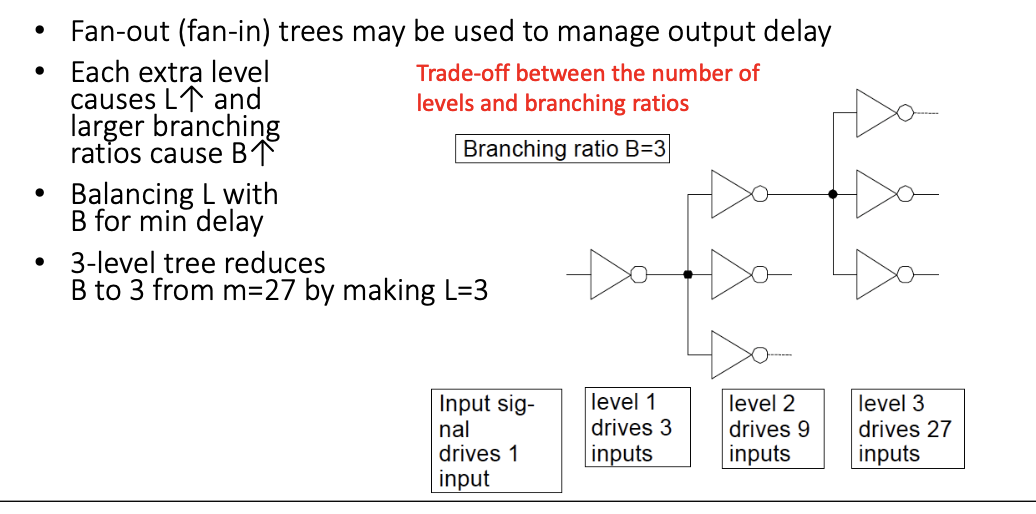 • Fan-out (fan-in) trees may be used to manage output delay
• Each extra level
causes L↑ and
larger branching
ratios cause B↑
• Balancing L with
B for min delay
• 3-level tree reduces
B to 3 from m=27 by making L=3
Trade-off between the number of
levels and branching ratios
Branching ratio B=3
Input sig-
nal
drives 1
input
level 1
drives 3
inputs
level 2
drives 9
inputs
level 3
drives 27
inputs